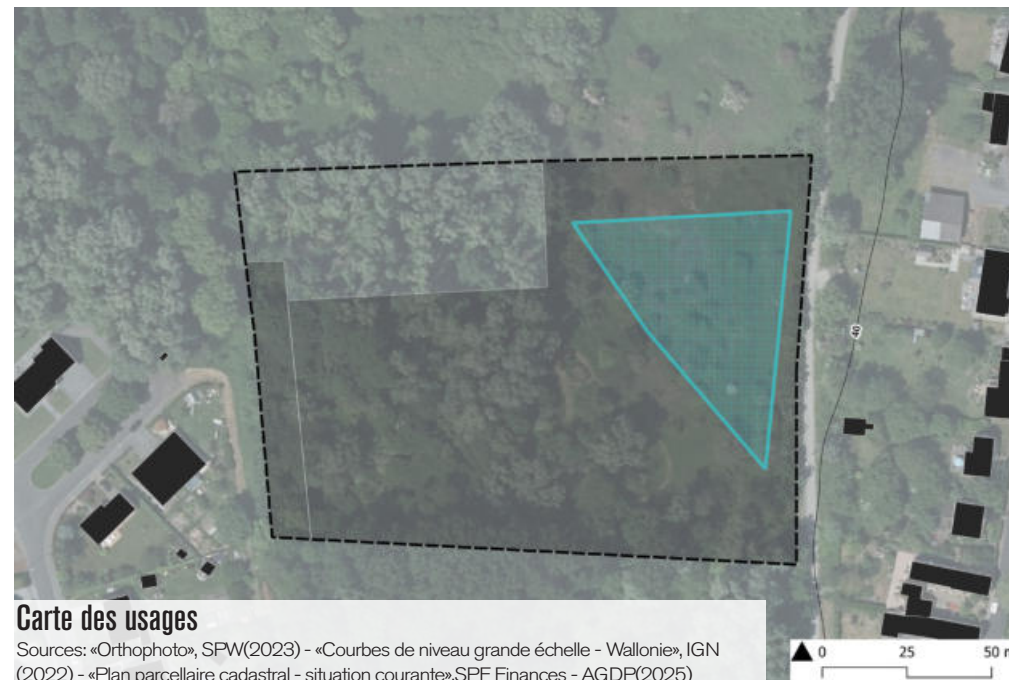 40
Carte des usages
Sources: «Orthophoto», SPW(2023) - «Courbes de niveau grande échelle - Wallonie», IGN
(2022) - «Plan parcellaire cadastral - situation courante»,SPF Finances - AGDP(2025)
0 25 50 m